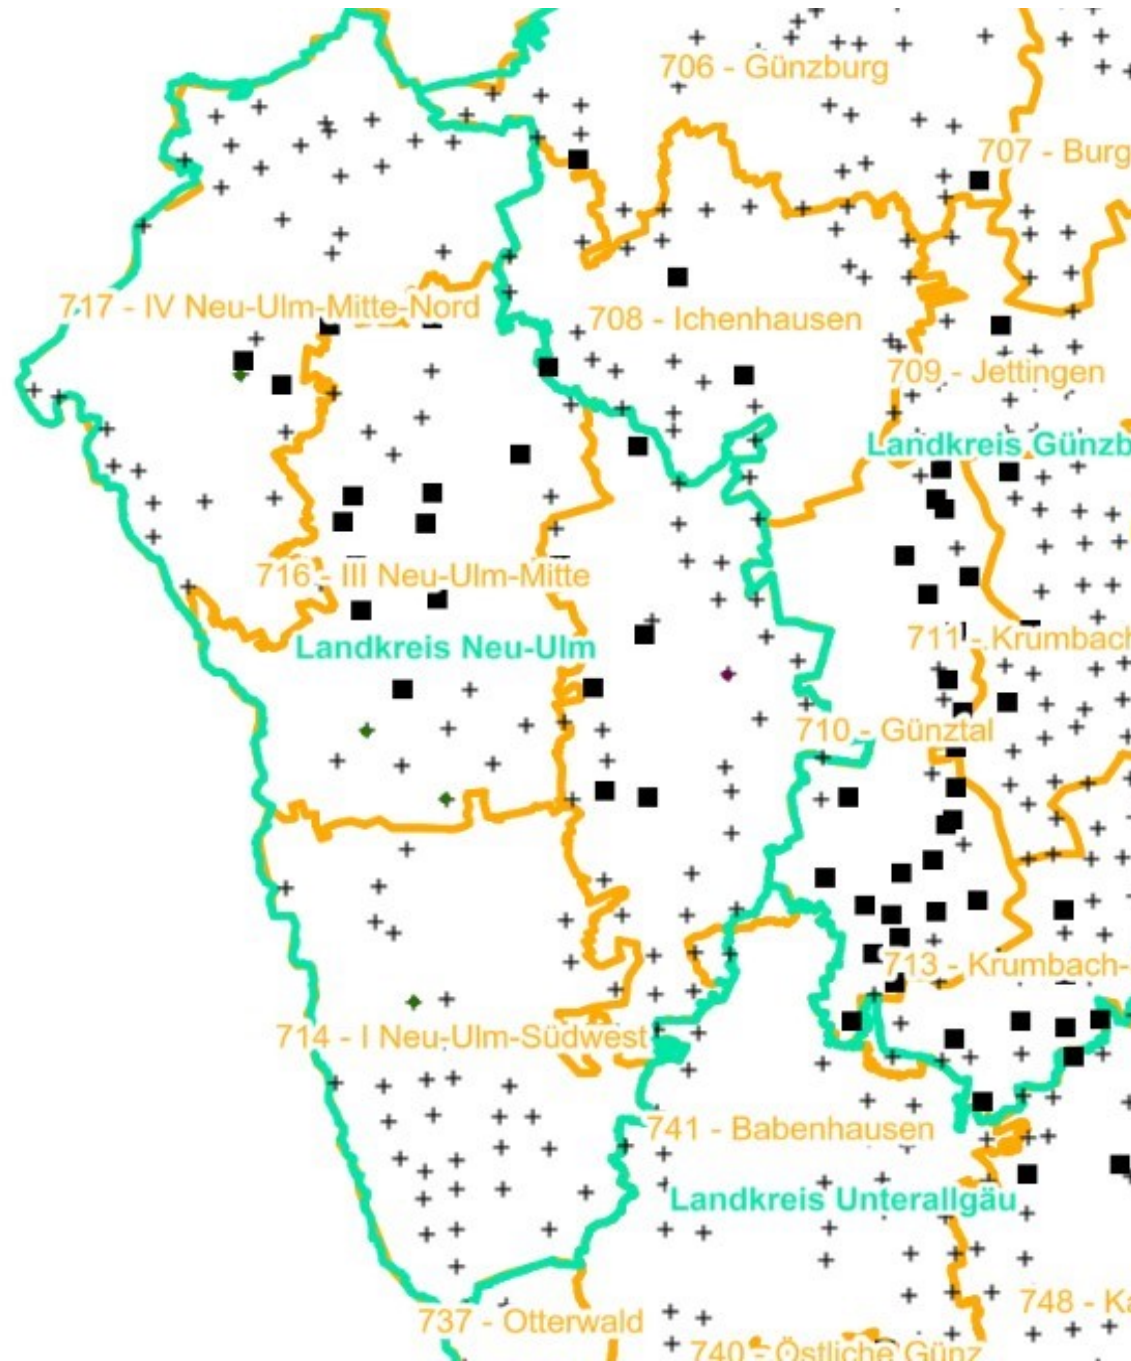 706 - Günzburg
707 - Burg
717 - IV Neu-Ulm-Mitte-Nord
708 - Ichenhausen
709 - Jettingen
Landkreis Günzb
716 - III Neu-Ulm-Mitte
711 - Krumbach
Landkreis Neu-Ulm
710 - Günztal
713 - Krumbach-
714 - I Neu-Ulm-Südwest
741 - Babenhausen
Landkreis Unterallgäu
748 - Ka
737 - Otterwald
740 - Östliche Günz